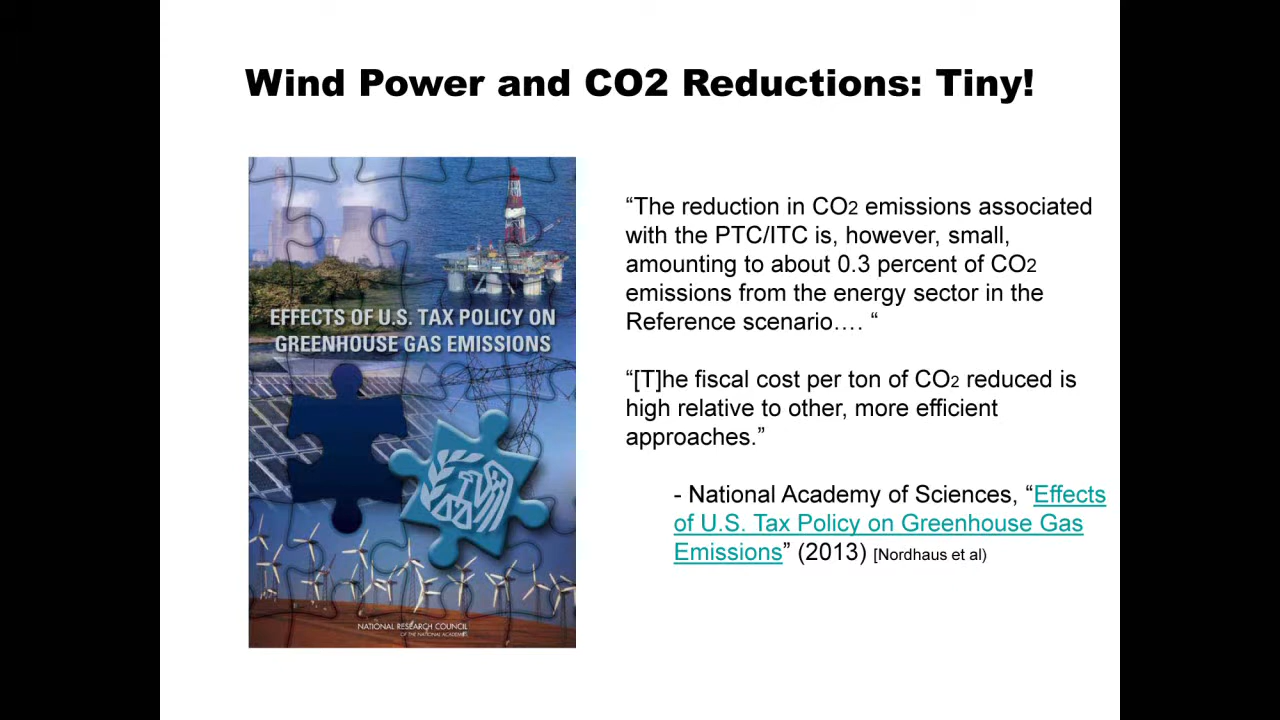 Wind Power and CO2 Reductions: Tiny!
EFFECTS OF U.S. TAX POLICY ON
GREENHOUSE GAS EMISSIONS
NATIONAL RESEARCH COUNCIL
OF THE NATIONAL ACADEMIES
“The reduction in CO2 emissions associated
with the PTC/ITC is, however, small,
amounting to about 0.3 percent of CO2
emissions from the energy sector in the
Reference scenario…. “
“[T]he fiscal cost per ton of CO2 reduced is
high relative to other, more efficient
approaches.”
- National Academy of Sciences, “Effects
of U.S. Tax Policy on Greenhouse Gas
Emissions” (2013) [Nordhaus et al)